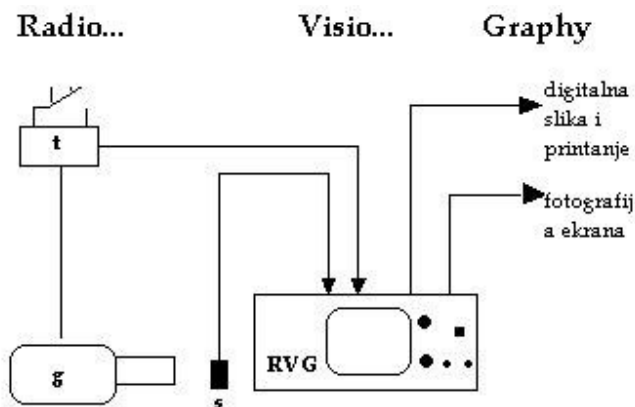 Radio... Visio... Graphy
digitalna
slika i
printanje
t
fotografij
a ekrana
RVG
g
s